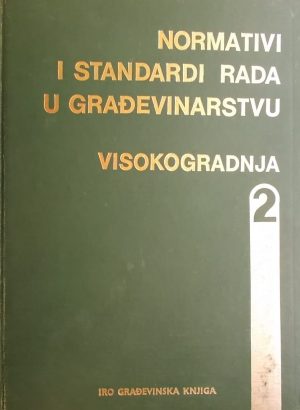 NORMATIVI
I STANDARDI RADA
U GRAĐEVINARSTVU
VISOKOGRADNJA
2
IRO GRAĐEVINSKA KNJIGA